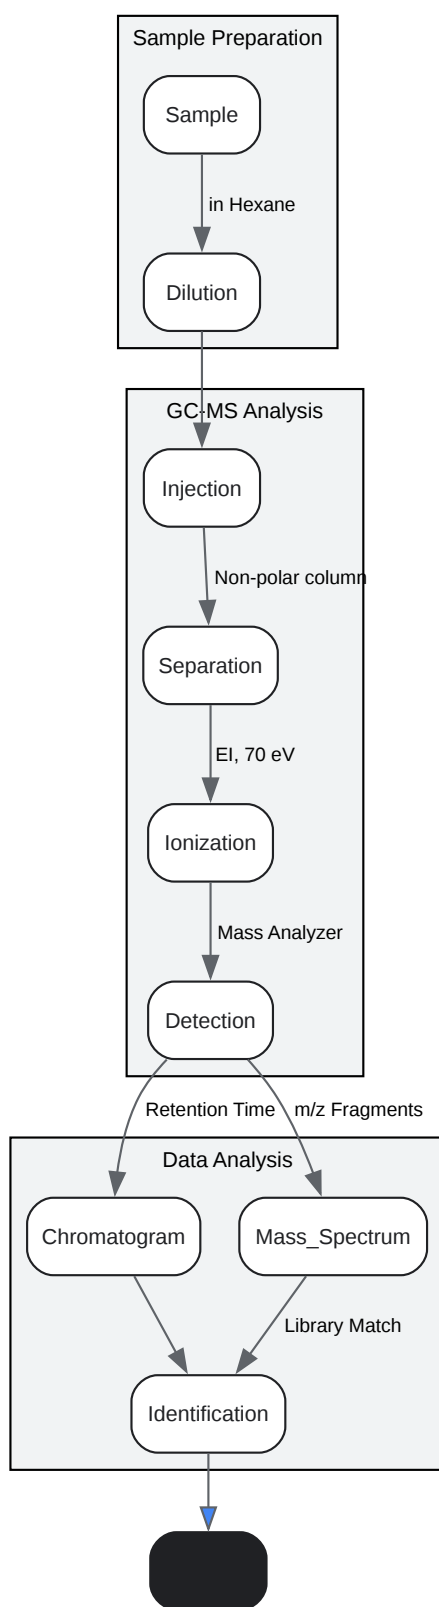 Sample Preparation
Sample
in Hexane
Dilution
GC-MS Analysis
Injection
Non-polar column
Separation
EI, 70 eV
Ionization
Mass Analyzer
Detection
Retention Time
m/z Fragments
Data Analysis
Chromatogram
Mass_Spectrum
Library Match
Identification